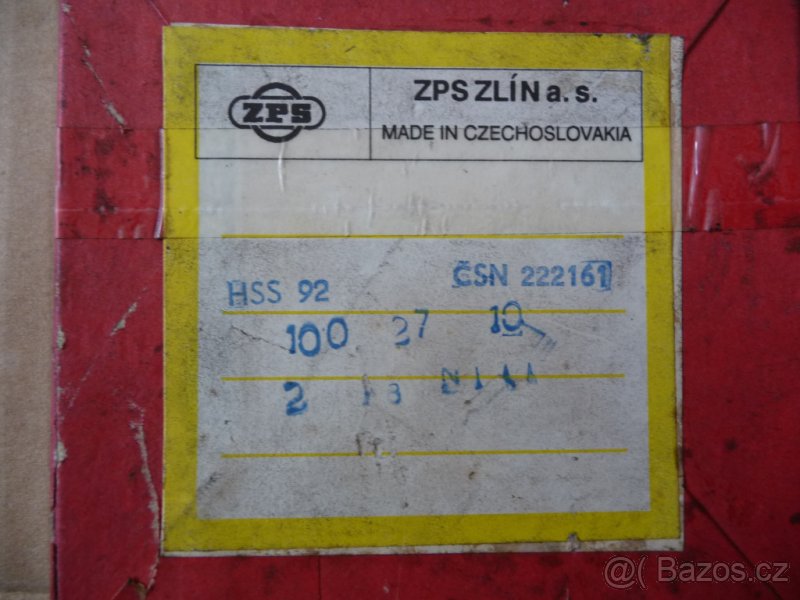 ZPS
ZPS ZLÍN a. s.
MADE IN CZECHOSLOVAKIA
HSS 92 ČSN 222161
100 27 10
2
@( Bazos.cz